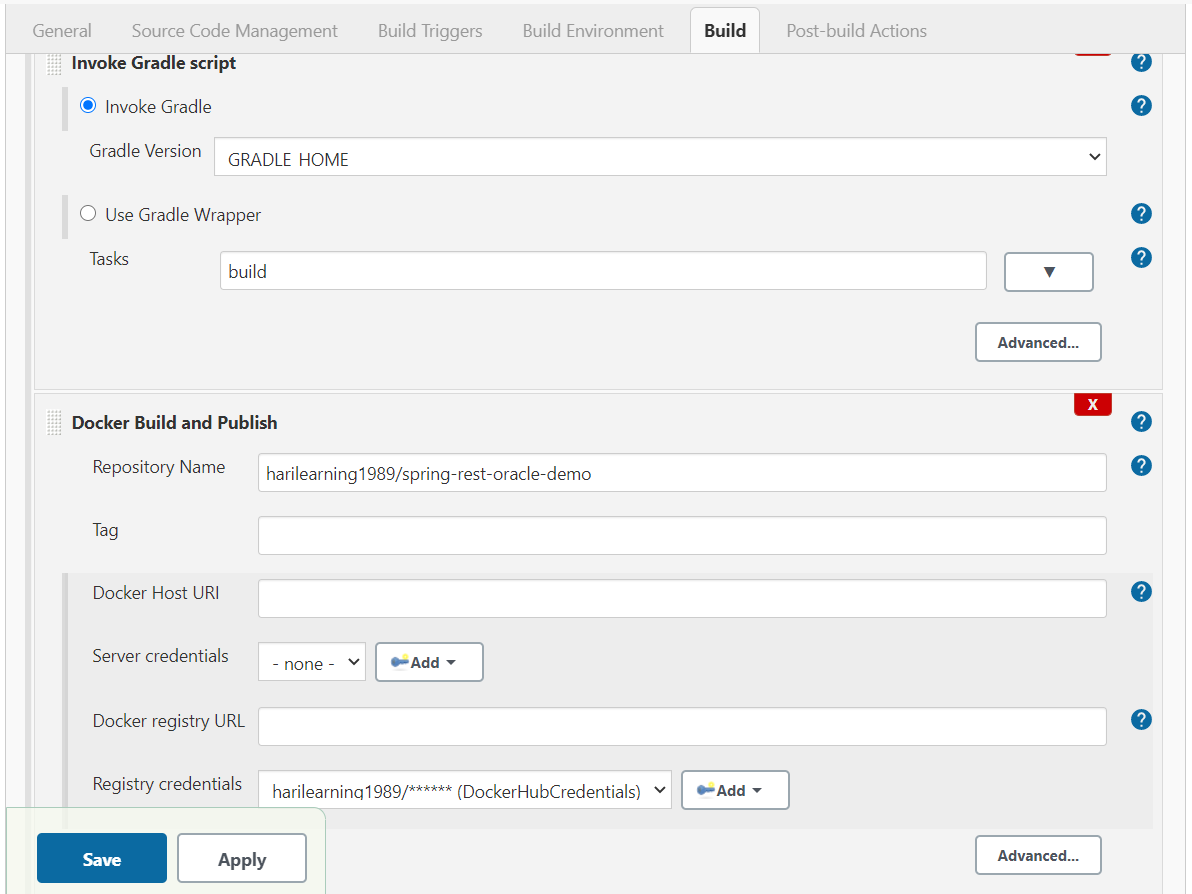 General Source Code Management Build Triggers Build Environment Build Post-build Actions
Invoke Gradle script ?
Invoke Gradle ?
Gradle Version GRADLE HOME
Use Gradle Wrapper ?
Tasks build ▼ ?
Advanced...
X
Docker Build and Publish ?
Repository Name harilearning1989/spring-rest-oracle-demo ?
Tag
Docker Host URI ?
Server credentials - none - Add
Docker registry URL ?
Registry credentials harilearning1989/****** (DockerHubCredentials) Add
Save Apply Advanced...